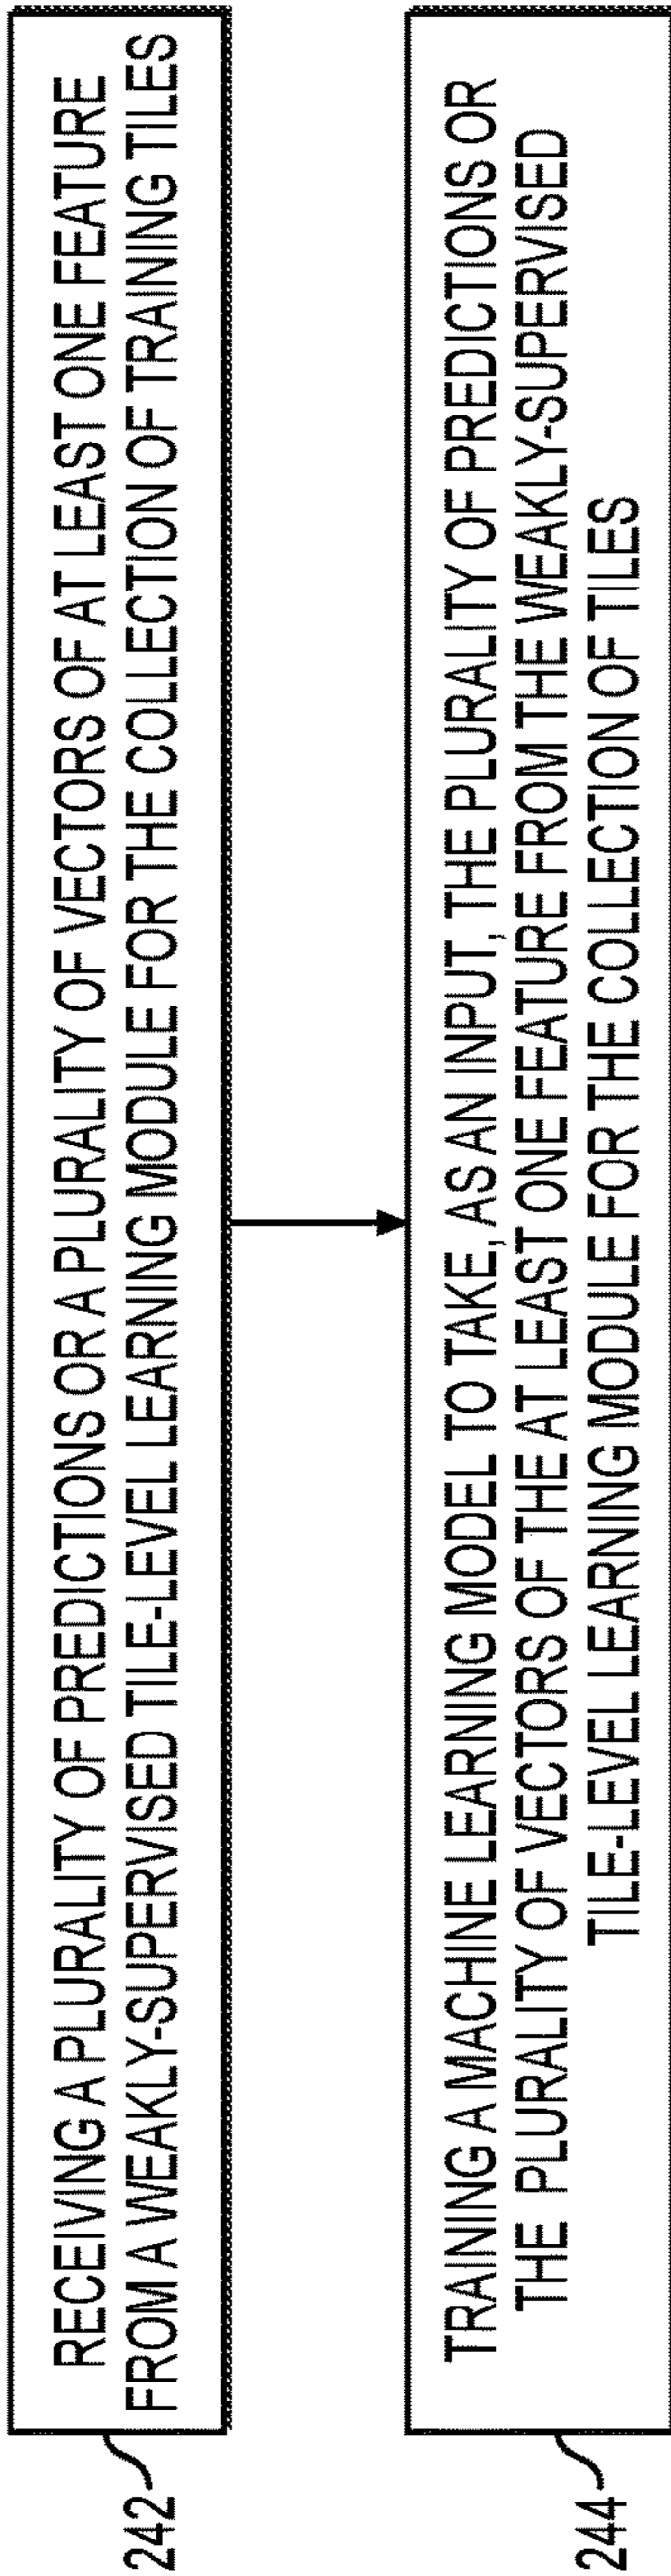 RECEIVING A PLURALITY OF PREDICTIONS OR A PLURALITY OF VECTORS OF AT LEAST ONE FEATURE
FROM A WEAKLY-SUPERVISED TILE-LEVEL LEARNIING MODULE FOR THE COLLECTION OF TRAINING TILES
242
TRAINING A MACHINE LEARNING MODEL TO TAKE, AS AN INPUT, THE PLURALITY OF PREDICTIONS OR
THE PLURALITY OF VECTORS OF THE AT LEAST ONE FEATURE FROM THE WEAKLY-SUPERVISED
TILE-LEVEL LEARNING MODULE FOR THE COLLECTION OF TILES
244